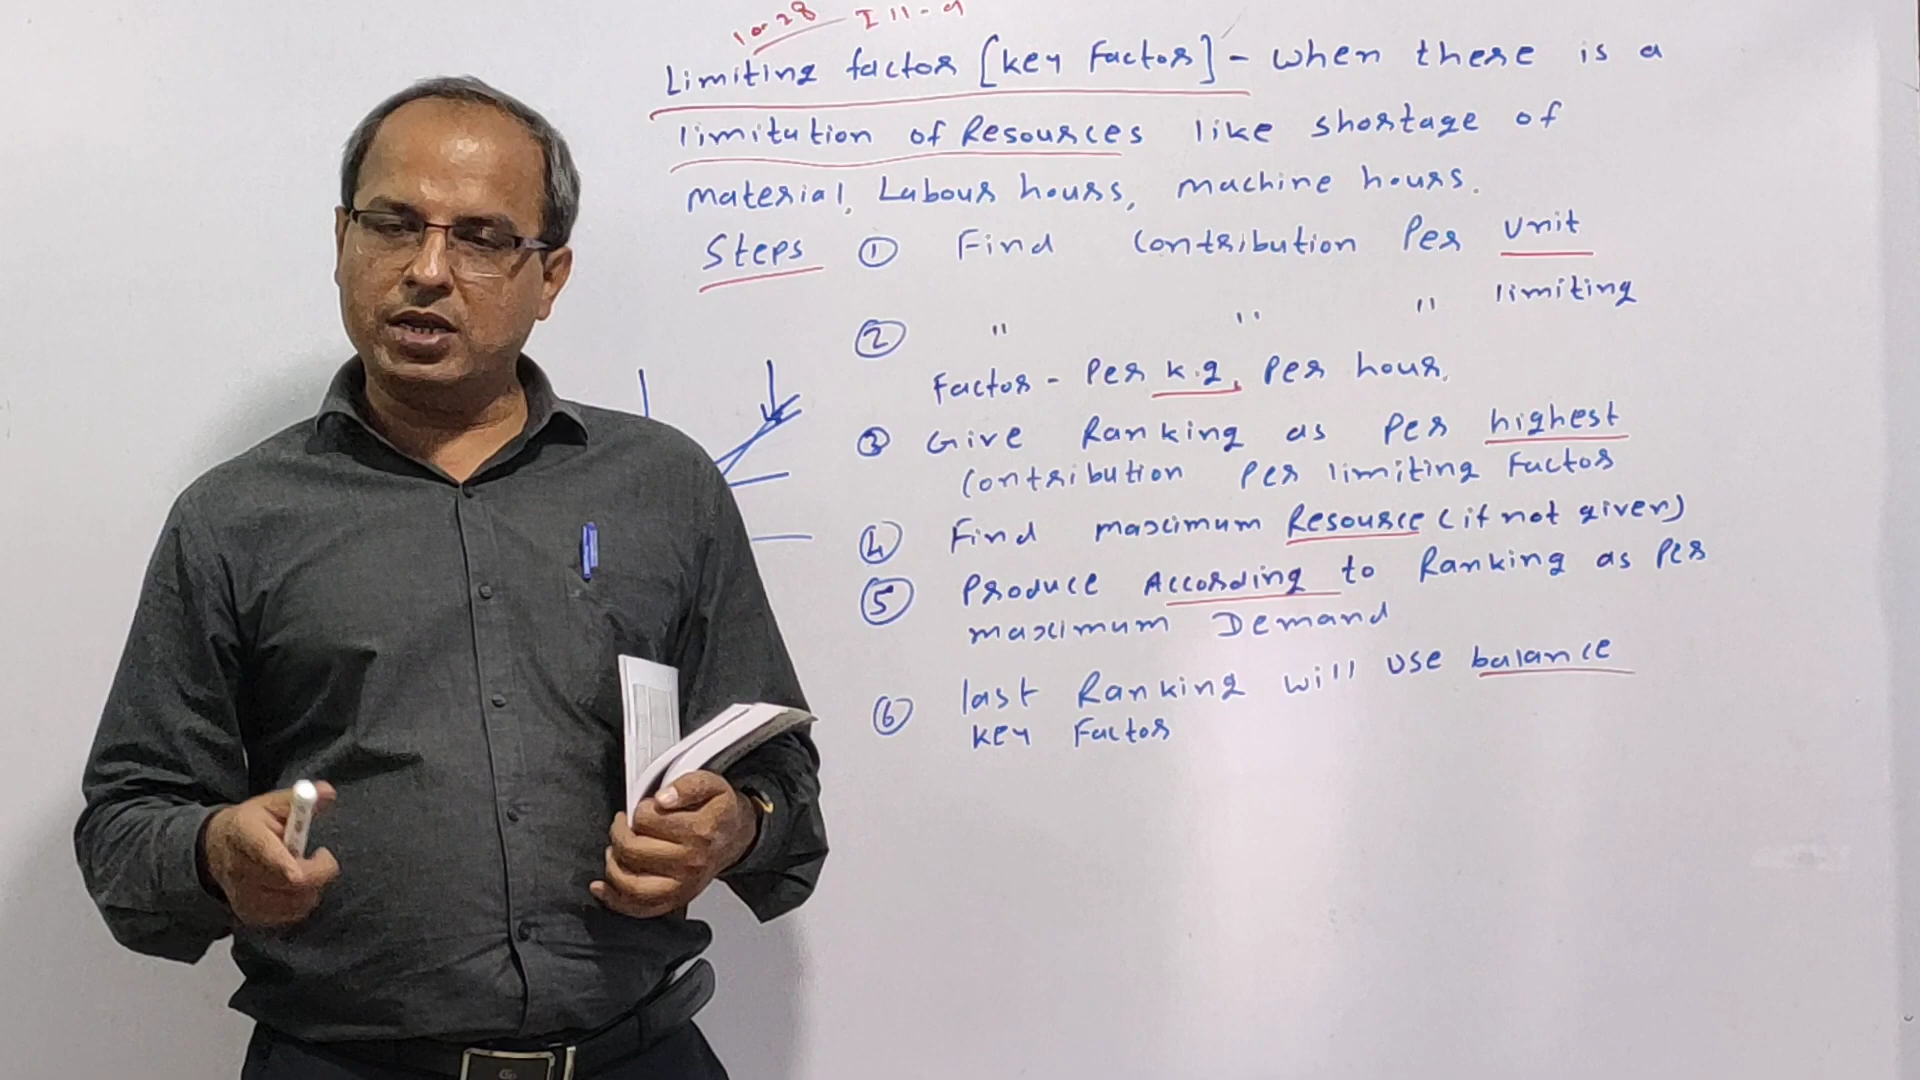 10.28 Ill-9
Limiting factor [key Factor] - when there is a
limitation of Resources like shortage of
material, Labour hours, machine hours.
Steps ① Find Contribution Per unit
② " " " limiting
Factor - Per k.g, Per hour.
③ Give Ranking as Per highest
Contribution Per limiting Factor
④ Find maximum Resource (if not given)
⑤ Produce According to Ranking as Per
maximum Demand
⑥ last Ranking will use balance
key Factor